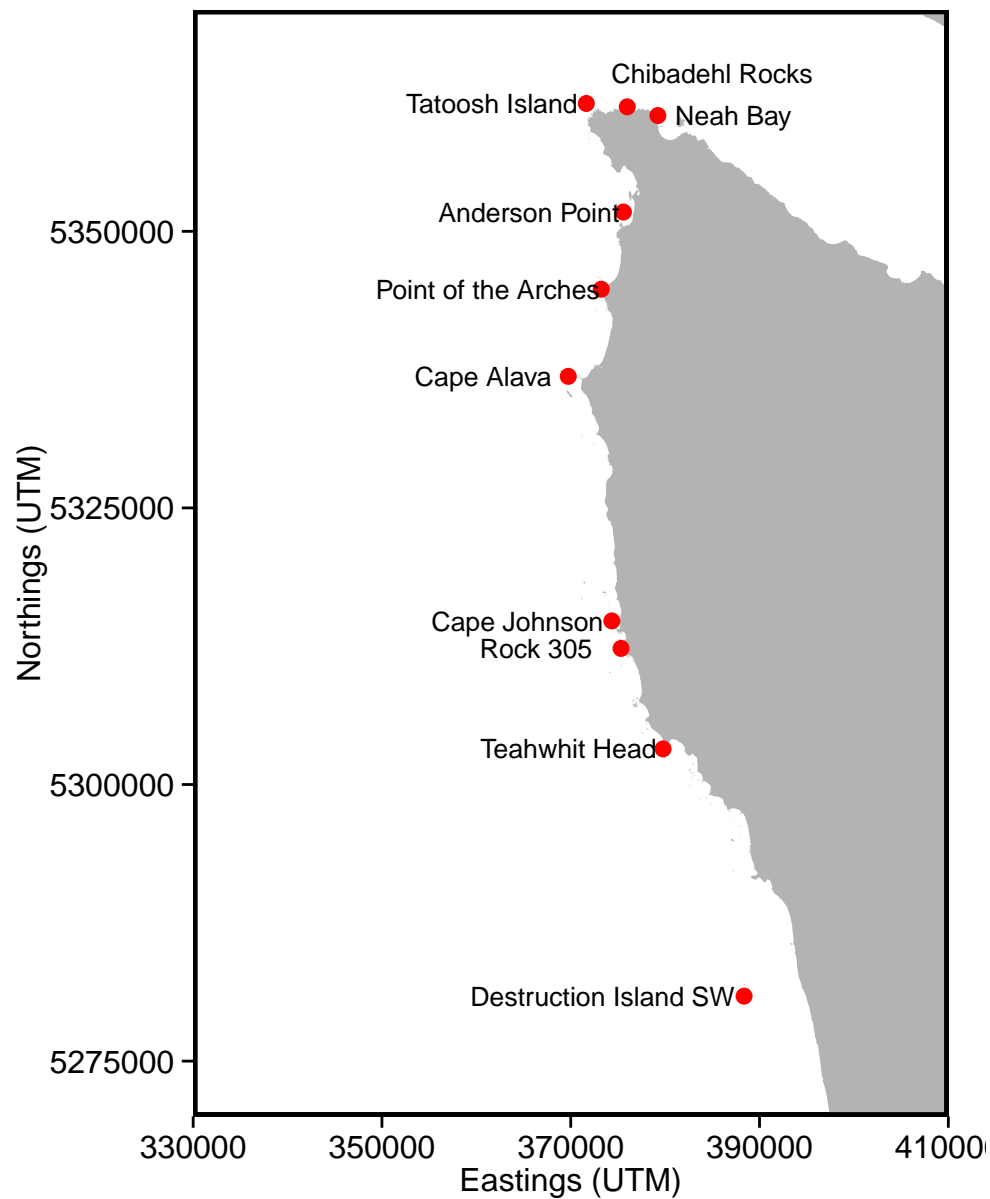 Chibadehl Rocks
Tatoosh Island
Neah Bay
Anderson Point
5350000
Point of the Arches
Cape Alava
Northings (UTM)
5325000
Cape Johnson
Rock 305
Teahwhit Head
5300000
Destruction Island SW
5275000
330000 350000 370000 390000 410000
Eastings (UTM)